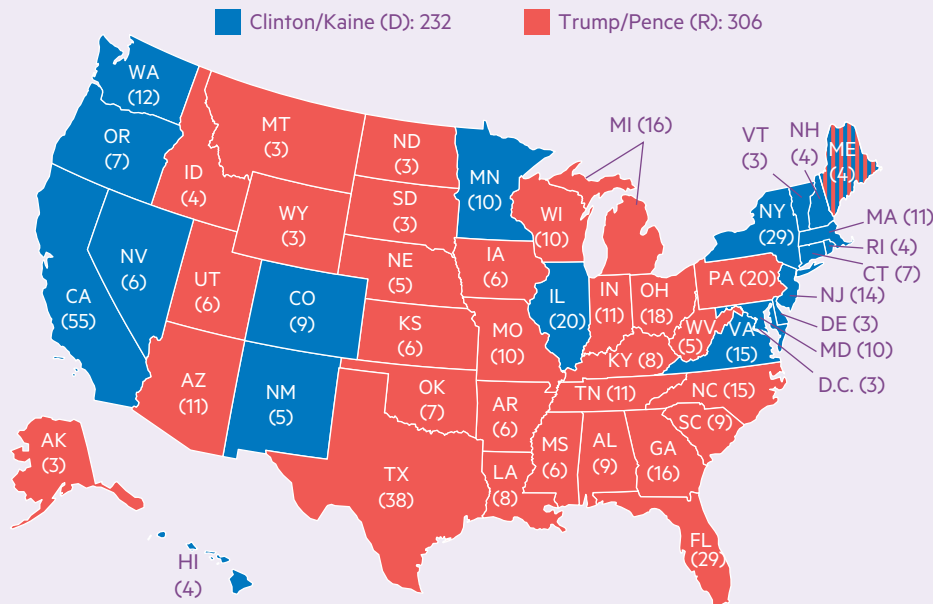 Clinton/Kaine (D): 232
Trump/Pence (R): 306
WA
(12)
OR
(7)
CA
(55)
NV
(6)
ID
(4)
MT
(3)
WY
(3)
UT
(6)
AZ
(11)
CO
(9)
NM
(5)
ND
(3)
SD
(3)
NE
(5)
KS
(6)
OK
(7)
TX
(38)
MN
(10)
IA
(6)
MO
(10)
AR
(6)
LA
(8)
WI
(10)
IL
(20)
MI (16)
IN
(11)
OH
(18)
KY (8)
TN (11)
MS
(6)
AL
(9)
GA
(16)
FL
(29)
SC (9)
NC (15)
WV
(5)
VA
(15)
PA (20)
NY
(29)
VT
(3)
NH
(4)
ME
(4)
MA (11)
RI (4)
CT (7)
NJ (14)
DE (3)
MD (10)
D.C. (3)
AK
(3)
HI
(4)